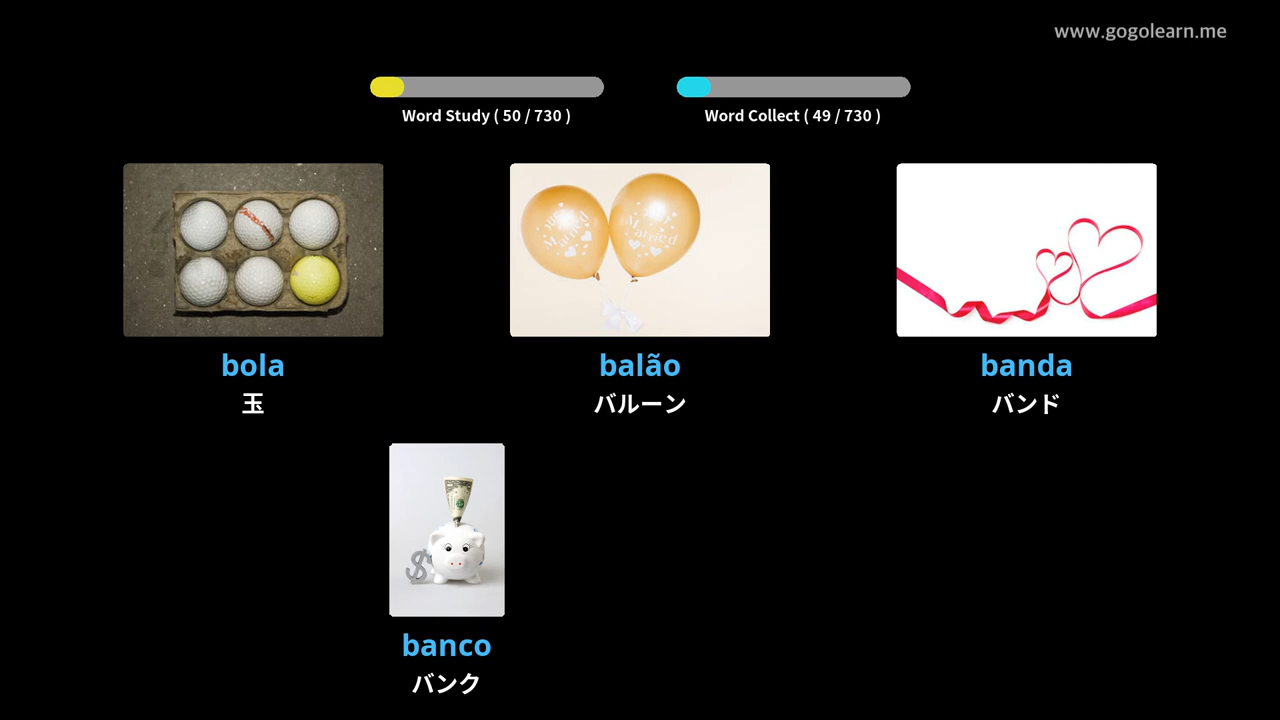 www.gogolearn.me
Word Study ( 50 / 730 )
Word Collect ( 49 / 730 )
bola
玉
balão
バルーン
banda
バンド
banco
バンク